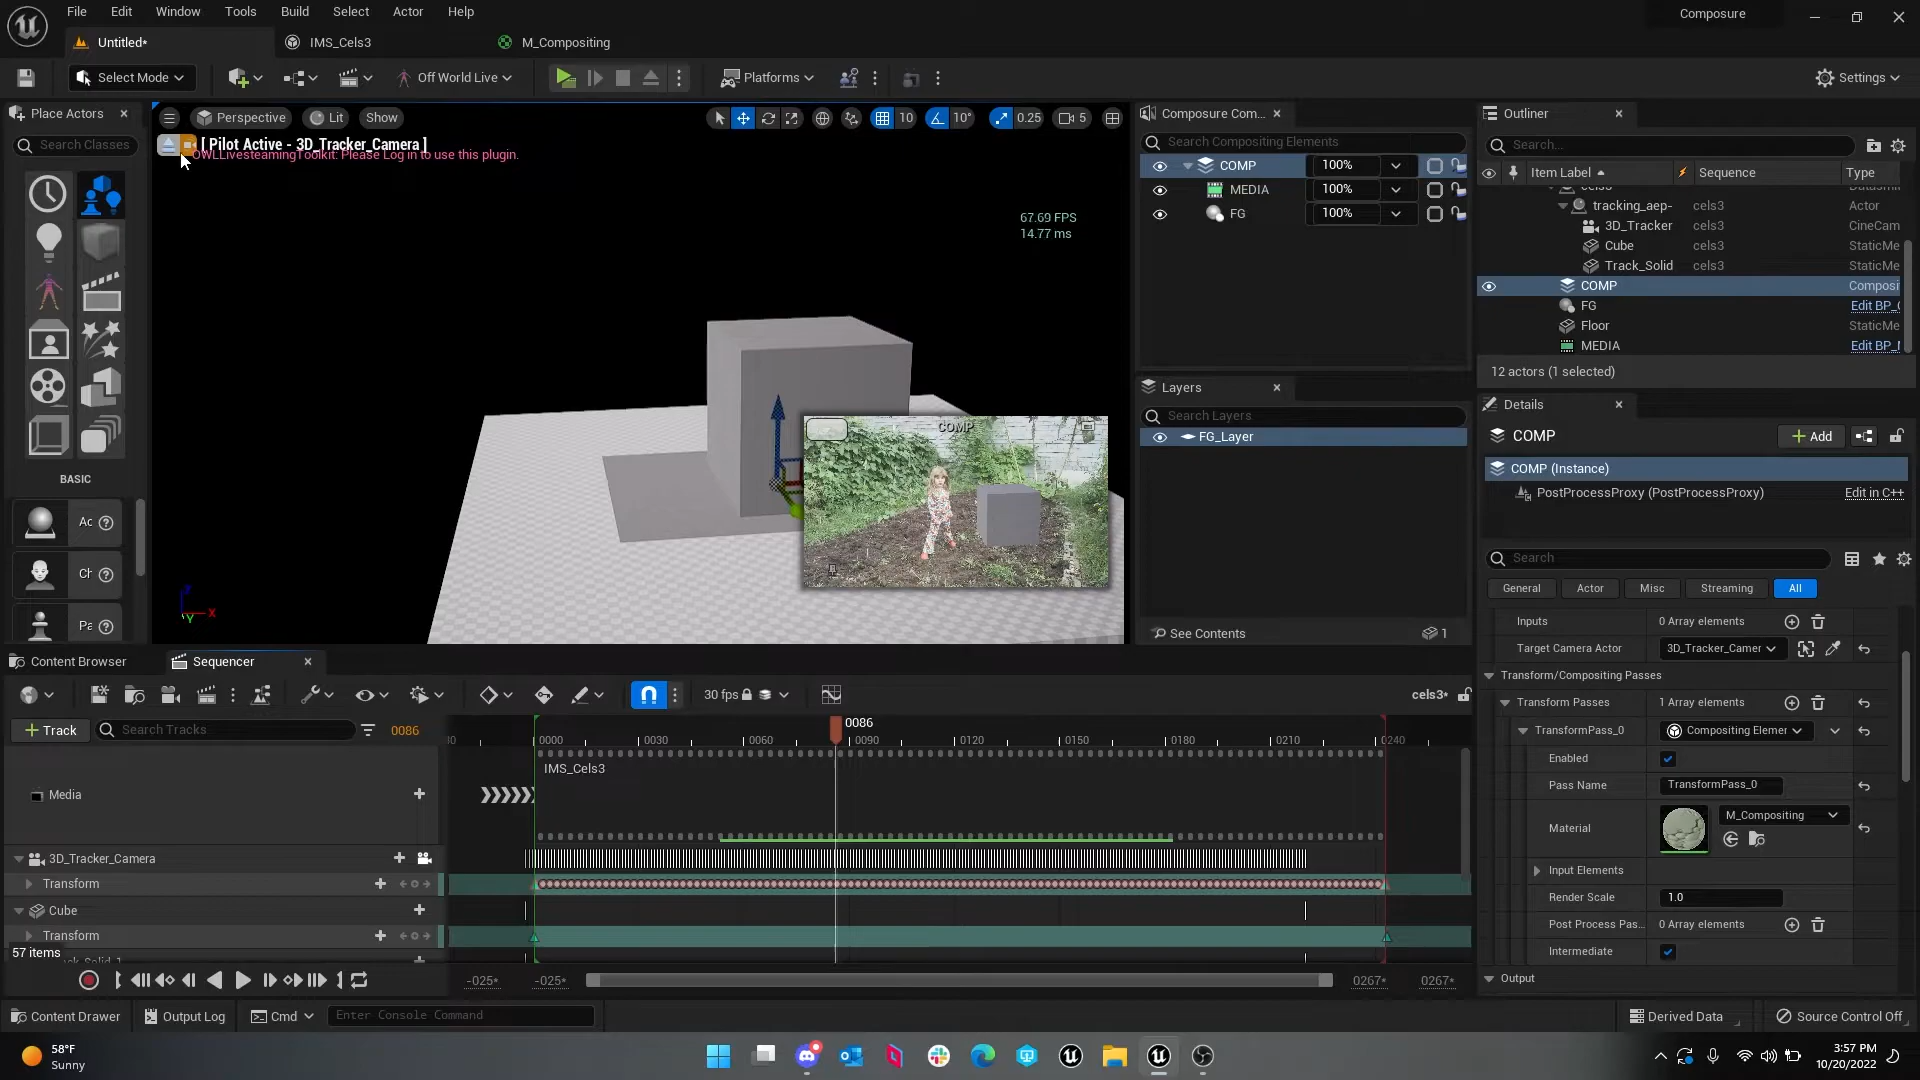 File Edit Window Tools Build Select Actor Help
Composure
Untitled*
IMS_Cels3
M_Compositing
Select Mode
Off World Live
Platforms
Settings
Place Actors
Search Classes
BASIC
Perspective
Lit
Show
10
10°
0.25
5
[ Pilot Active - 3D_Tracker_Camera ]
OWLLivesteamingToolkit: Please Log in to use this plugin.
67.69 FPS
14.77 ms
COMP
Z
X
Y
Composure Com...
Search Compositing Elements
COMP 100%
MEDIA 100%
FG 100%
Layers
Search Layers
FG_Layer
See Contents
1
Outliner
Search...
Item Label
Sequence
Type
tracking_aep- cels3 Actor
3D_Tracker cels3 CineCam
Cube cels3 StaticMe
Track_Solid cels3 StaticMe
COMP Composi
FG Edit BP_
Floor StaticMe
MEDIA Edit BP_
12 actors (1 selected)
Details
COMP
Add
COMP (Instance)
PostProcessProxy (PostProcessProxy)
Edit in C++
Search
General
Actor
Misc
Streaming
All
Inputs 0 Array elements
Target Camera Actor 3D_Tracker_Camer
Transform/Compositing Passes
Transform Passes 1 Array elements
TransformPass_0 Compositing Elemer
Enabled
Pass Name TransformPass_0
Material M_Compositing
Input Elements
Render Scale 1.0
Post Process Pas... 0 Array elements
Intermediate
Output
Content Browser
Sequencer
30 fps
cels3*
Track
Search Tracks
0086
0086
0000 0030 0060 0090 0120 0150 0180 0210 0240
IMS_Cels3
Media
3D_Tracker_Camera
Transform
Cube
Transform
57 items
-025* -025* 0267* 0267*
Content Drawer
Output Log
Cmd
Enter Console Command
Derived Data
Source Control Off
58°F
Sunny
3:57 PM
10/20/2022